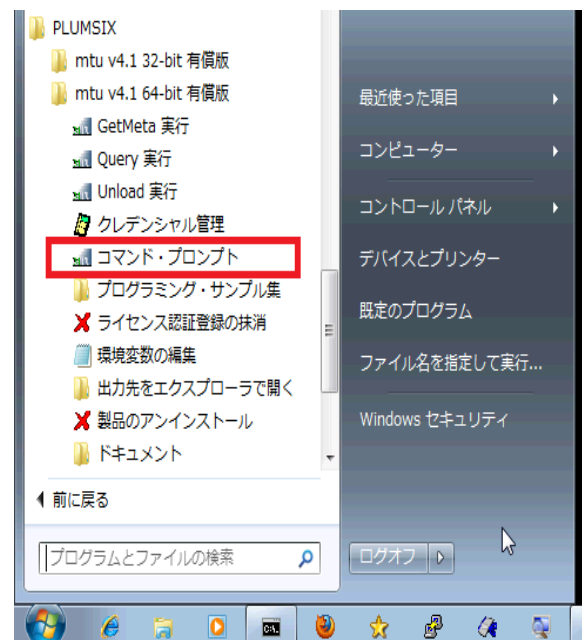 PLUMSIX
mtu v4.1 32-bit 有償版
mtu v4.1 64-bit 有償版
GetMeta 実行
Query 実行
Unload 実行
クレデンシャル管理
コマンド・プロンプト
プログラミング・サンプル集
ライセンス認証登録の抹消
環境変数の編集
出力先をエクスプローラで開く
製品のアンインストール
ドキュメント
前に戻る
プログラムとファイルの検索
最近使った項目
コンピューター
コントロール パネル
デバイスとプリンター
既定のプログラム
ファイル名を指定して実行...
Windows セキュリティ
ログオフ